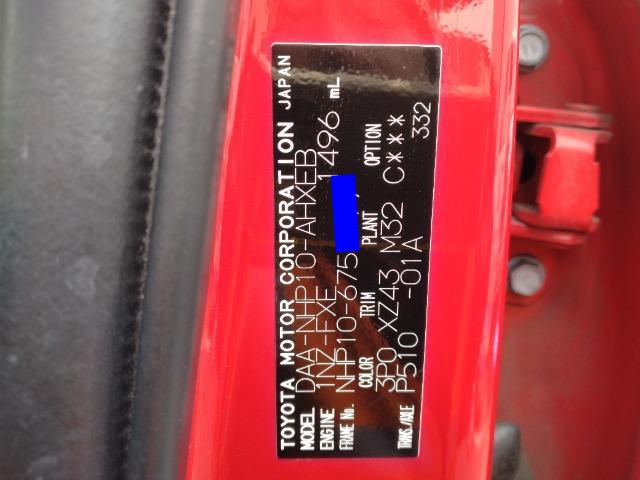 TOYOTA MOTOR CORPORATION JAPAN
MODEL DAA-NHP10-AHXEB
ENGINE 1NZ-FXE 1496 mL
FRAME No. NHP10-675
COLOR TRIM PLANT OPTION
3P0 XZ43 M32 C***
TRANS./AXLE P510 -01A 332